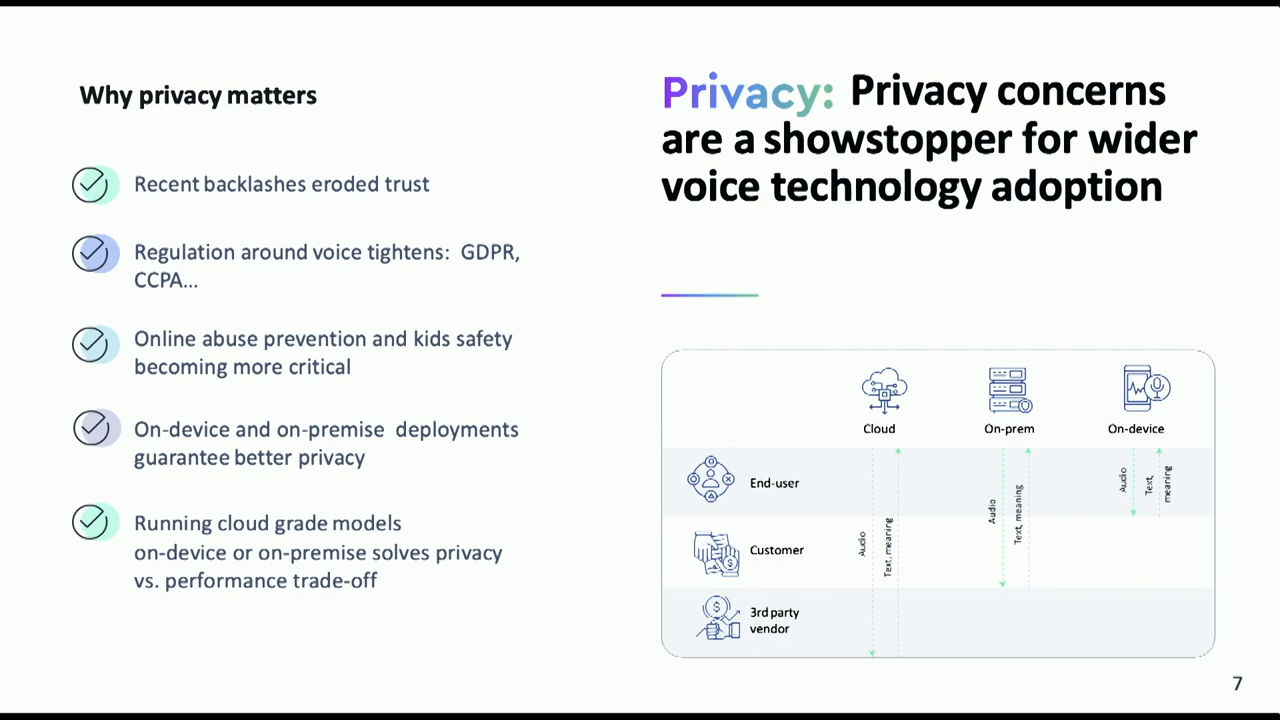 Why privacy matters
Recent backlashes eroded trust
Regulation around voice tightens: GDPR,
CCPA...
Online abuse prevention and kids safety
becoming more critical
On-device and on-premise deployments
guarantee better privacy
Running cloud grade models
on-device or on-premise solves privacy
vs. performance trade-off
Privacy: Privacy concerns
are a showstopper for wider
voice technology adoption
Cloud
On-prem
On-device
End-user
Customer
3rd party
vendor
Audio
Text, meaning
Audio
Text, meaning
Audio
Text,
meaning
7